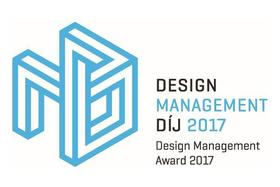 DESIGN
MANAGEMENT
DÍJ 2017
Design Management
Award 2017